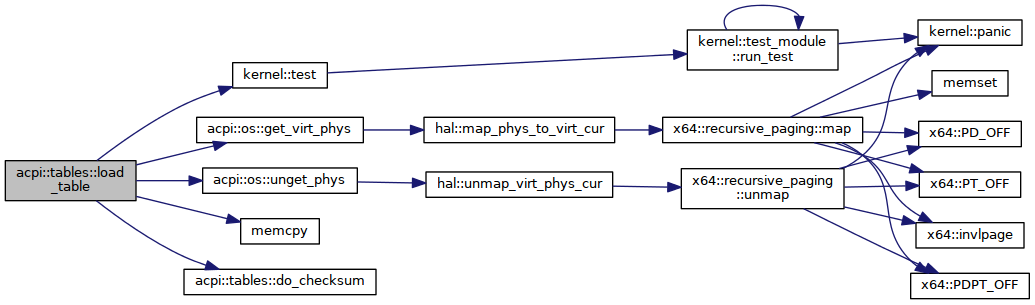 acpi::tables::load
_table
kernel::test
acpi::os::get_virt_phys
acpi::os::unget_phys
memcpy
acpi::tables::do_checksum
hal::map_phys_to_virt_cur
hal::unmap_virt_phys_cur
kernel::test_module
::run_test
x64::recursive_paging::map
x64::recursive_paging
::unmap
kernel::panic
memset
x64::PD_OFF
x64::PT_OFF
x64::invlpage
x64::PDPT_OFF